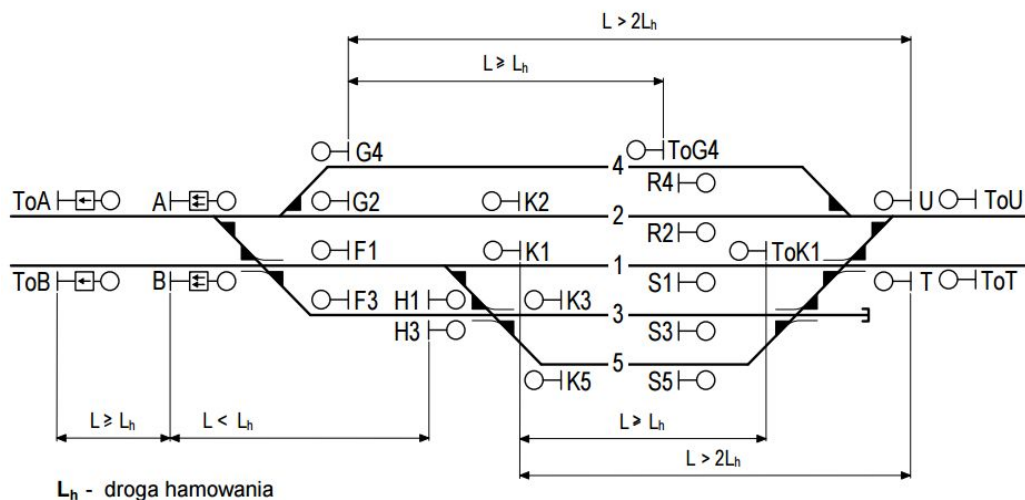 L > 2Lₕ
L ≥ Lₕ
G4
4
ToG4
R4
ToA
A
G2
K2
2
U
ToU
R2
F1
K1
1
ToK1
ToB
B
S1
T
ToT
F3
H1
K3
3
H3
S3
5
K5
S5
L ≥ Lₕ
L < Lₕ
L ≥ Lₕ
L > 2Lₕ
Lₕ - droga hamowania